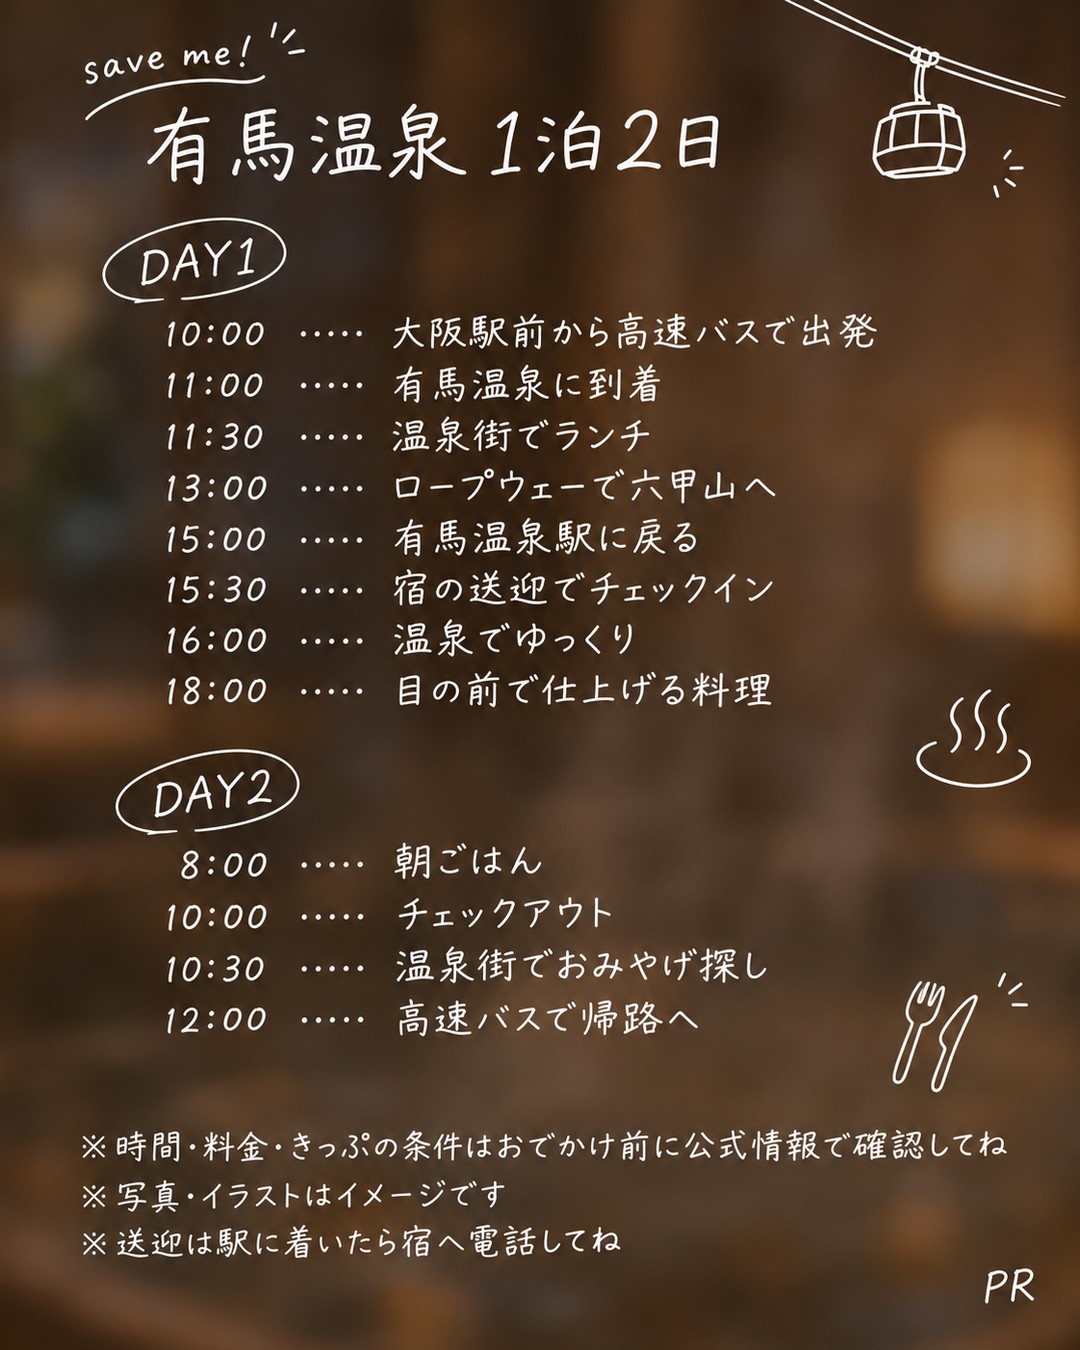 save me!
有馬温泉 1泊2日
DAY1
10:00 ····· 大阪駅前から高速バスで出発
11:00 ····· 有馬温泉に到着
11:30 ····· 温泉街でランチ
13:00 ····· ロープウェーで六甲山へ
15:00 ····· 有馬温泉駅に戻る
15:30 ····· 宿の送迎でチェックイン
16:00 ····· 温泉でゆっくり
18:00 ····· 目の前で仕上げる料理
DAY2
8:00 ····· 朝ごはん
10:00 ····· チェックアウト
10:30 ····· 温泉街でおみやげ探し
12:00 ····· 高速バスで帰路へ
※時間・料金・きっぷの条件はおでかけ前に公式情報で確認してね
※写真・イラストはイメージです
※送迎は駅に着いたら宿へ電話してね
PR